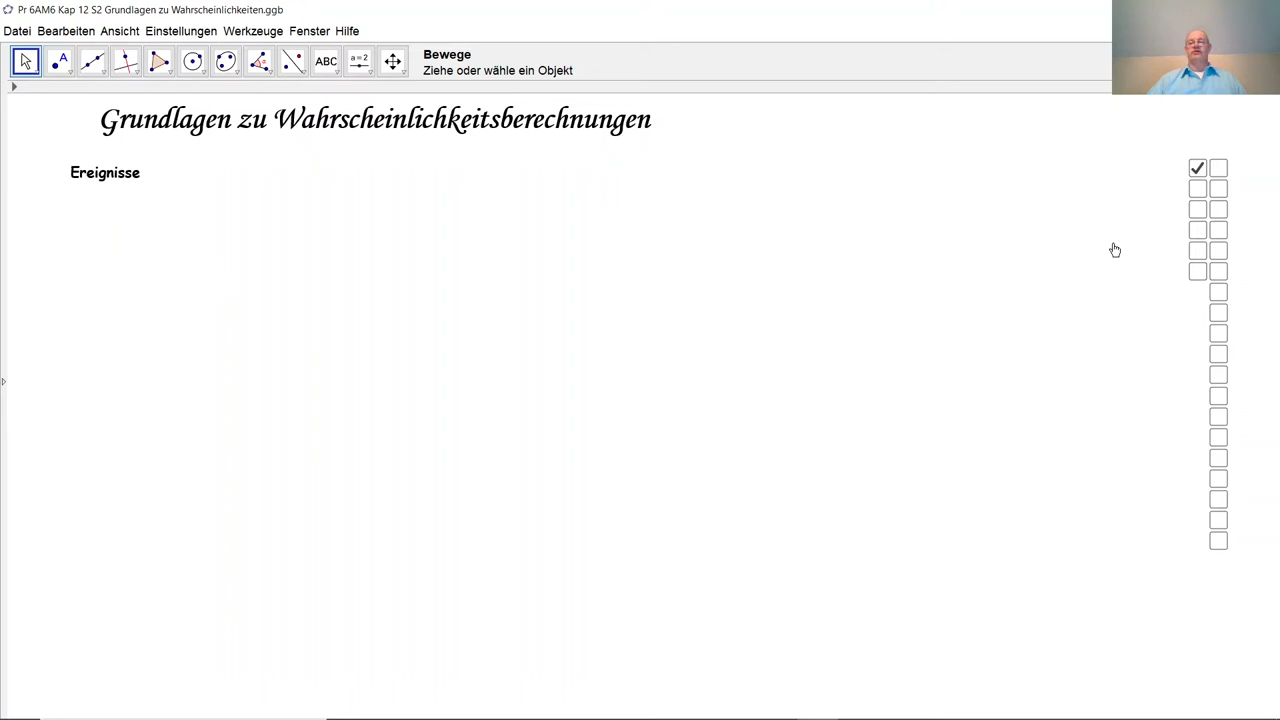 Pr 6AM6 Kap 12 S2 Grundlagen zu Wahrscheinlichkeiten.ggb
Datei Bearbeiten Ansicht Einstellungen Werkzeuge Fenster Hilfe
A
ABC
a=2
Bewege
Ziehe oder wähle ein Objekt
Grundlagen zu Wahrscheinlichkeitsberechnungen
Ereignisse